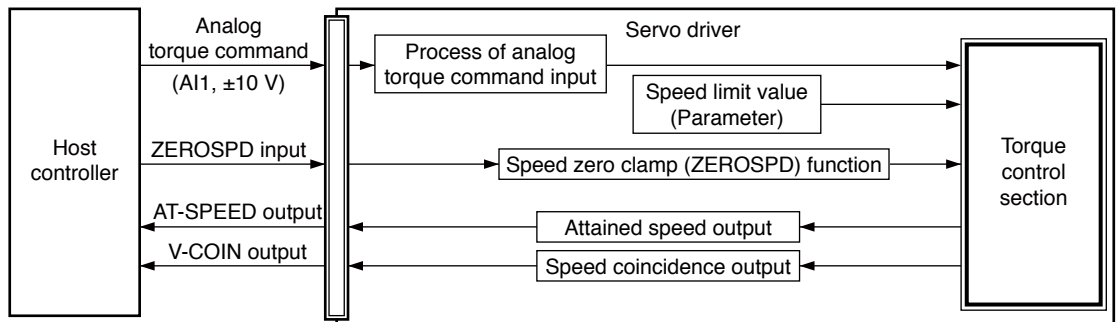 Analog
torque command
(AI1, ±10 V)
Servo driver
Process of analog
torque command input
Speed limit value
(Parameter)
Host
controller
ZEROSPD input
Speed zero clamp (ZEROSPD) function
Torque
control
section
AT-SPEED output
Attained speed output
V-COIN output
Speed coincidence output